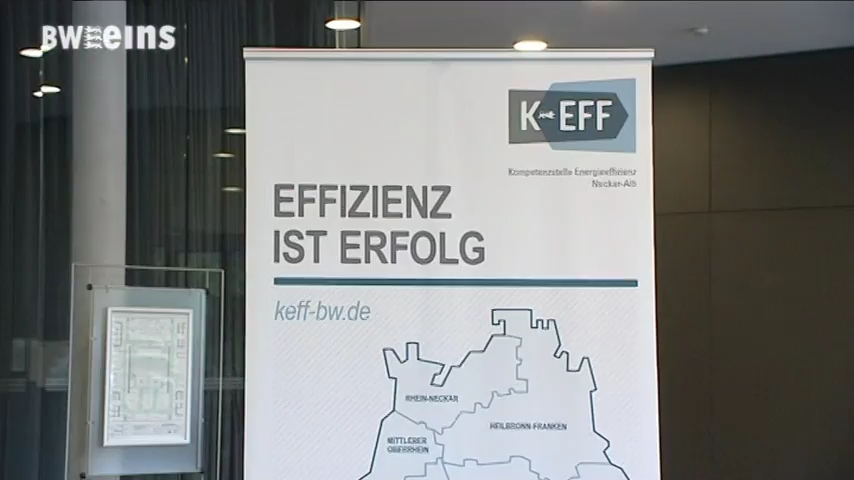 BW eins
K EFF
Kompetenzstelle Energieeffizienz
Neckar-Alb
EFFIZIENZ
IST ERFOLG
keff-bw.de
RHEIN-NECKAR
HEILBRONN-FRANKEN
MITTLERER
OBERRHEIN